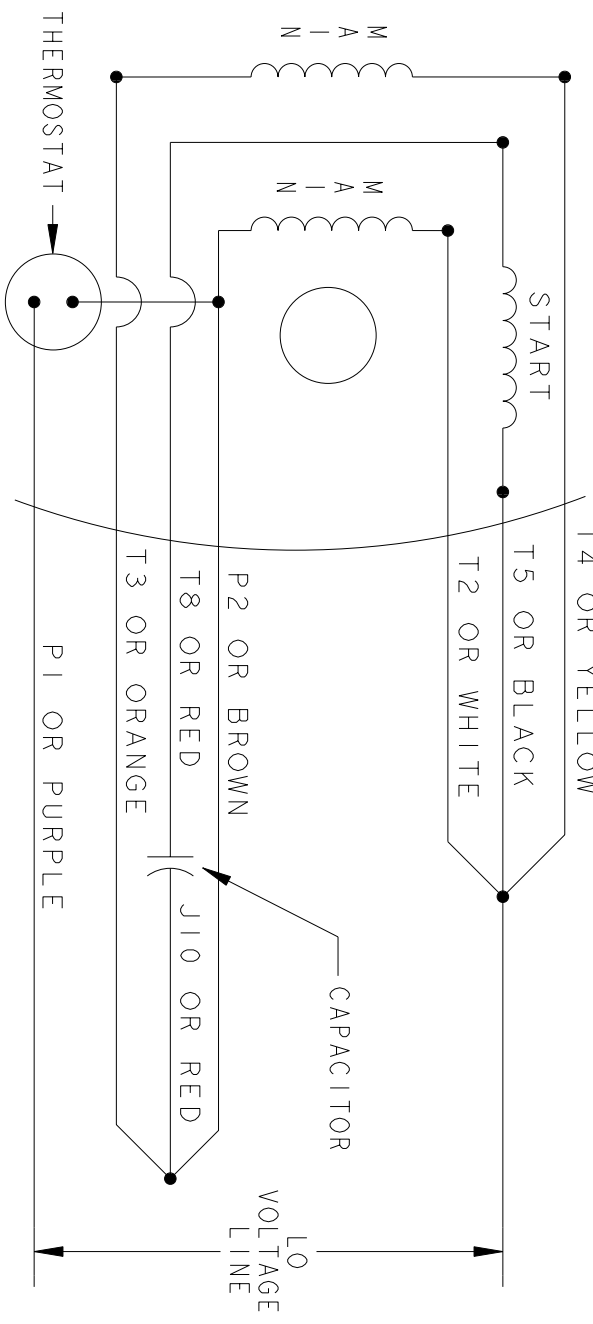 THERMOSTAT
MAIN
MAIN
START
T4 OR YELLOW
T5 OR BLACK
T2 OR WHITE
P2 OR BROWN
T8 OR RED
T3 OR ORANGE
P1 OR PURPLE
J10 OR RED
CAPACITOR
LO
VOLTAGE
LINE